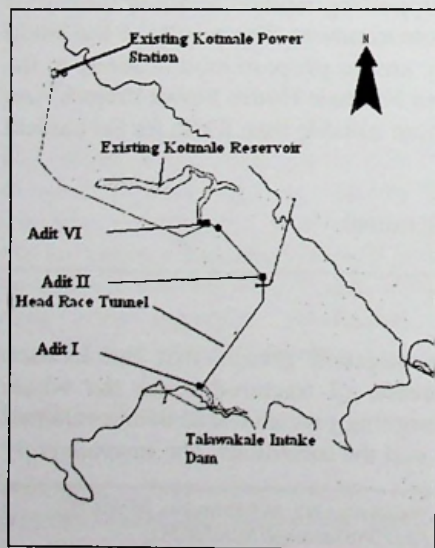 N
Existing Kotmale Power
Station
Existing Kotmale Reservoir
Adit VI
Adit II
Head Race Tunnel
Adit I
Talawakale Intake
Dam